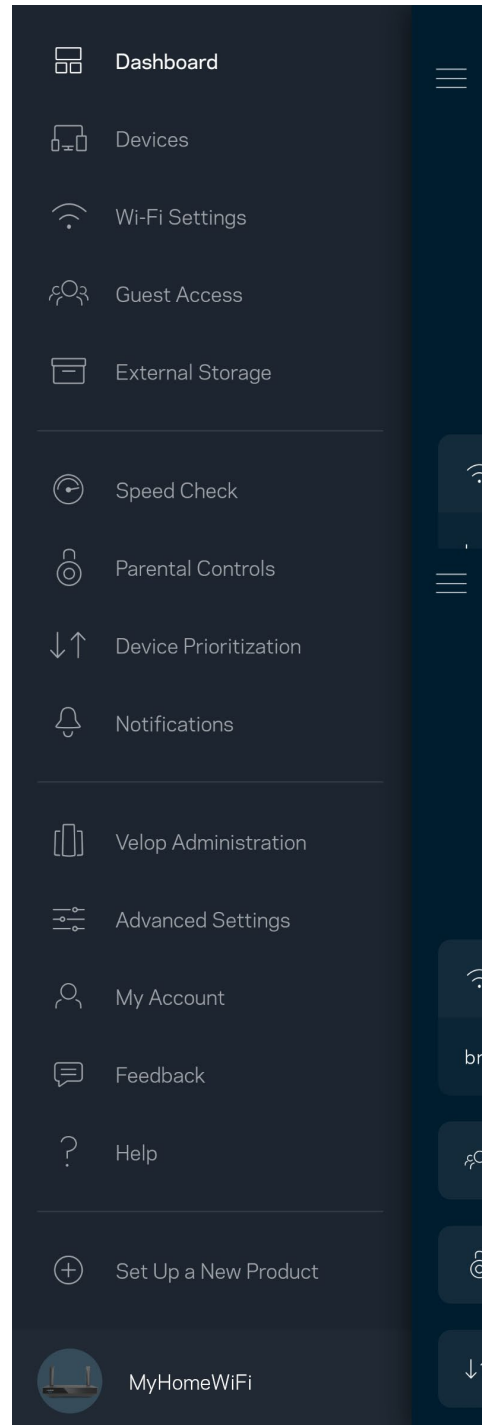 Dashboard
Devices
Wi-Fi Settings
Guest Access
External Storage
Speed Check
Parental Controls
Device Prioritization
Notifications
Velop Administration
Advanced Settings
My Account
Feedback
br
Help
Set Up a New Product
MyHomeWiFi